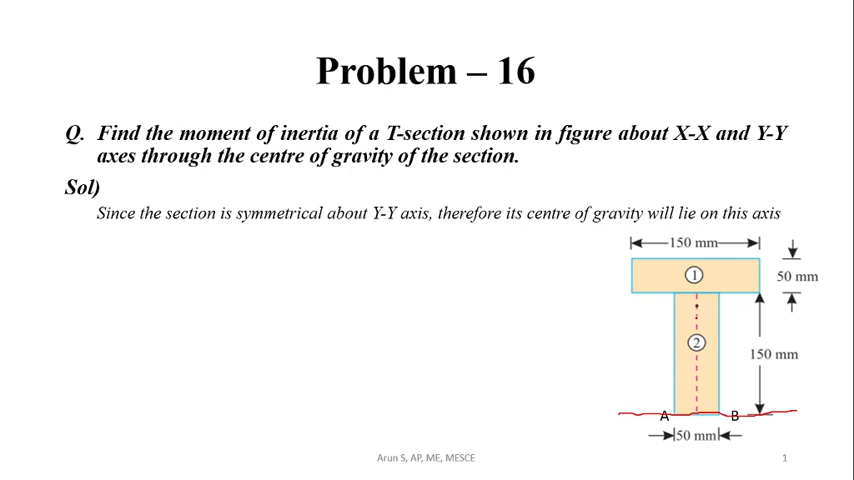 Problem – 16
Q. Find the moment of inertia of a T-section shown in figure about X-X and Y-Y
axes through the centre of gravity of the section.
Sol)
Since the section is symmetrical about Y-Y axis, therefore its centre of gravity will lie on this axis
150 mm
1
50 mm
2
150 mm
A
B
50 mm
Arun S, AP, ME, MESCE
1